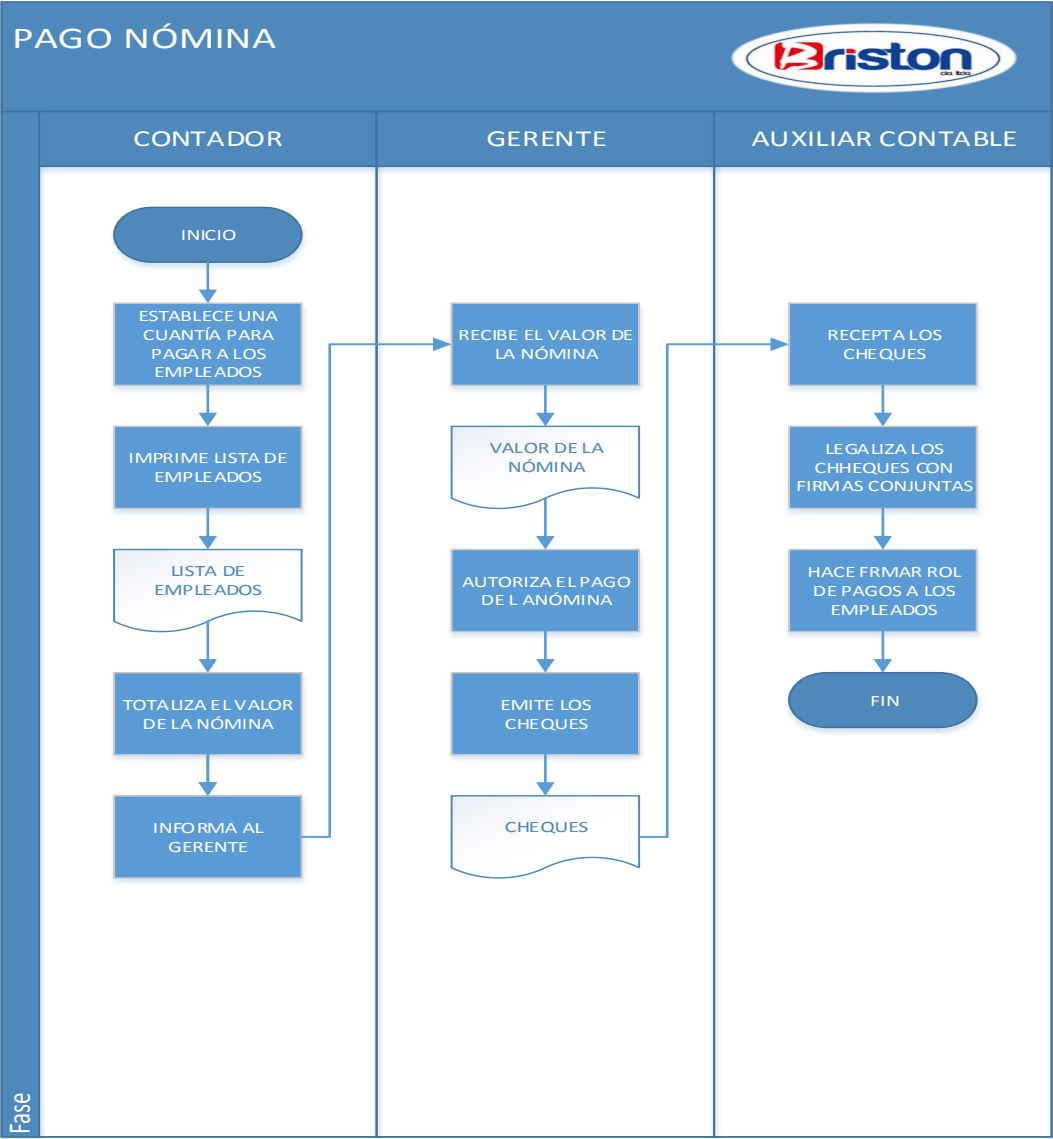 PAGO NÓMINA
Briston
cia. ltda
CONTADOR
GERENTE
AUXILIAR CONTABLE
INICIO
ESTABLECE UNA
CUANTÍA PARA
PAGAR A LOS
EMPLEADOS
IMPRIME LISTA DE
EMPLEADOS
LISTA DE
EMPLEADOS
TOTALIZA EL VALOR
DE LA NÓMINA
INFORMA AL
GERENTE
RECIBE EL VALOR DE
LA NÓMINA
VALOR DE LA
NÓMINA
AUTORIZA EL PAGO
DE L ANÓMINA
EMITE LOS
CHEQUES
CHEQUES
RECEPTA LOS
CHEQUES
LEGALIZA LOS
CHHEQUES CON
FIRMAS CONJUNTAS
HACE FRMAR ROL
DE PAGOS A LOS
EMPLEADOS
FIN
Fase